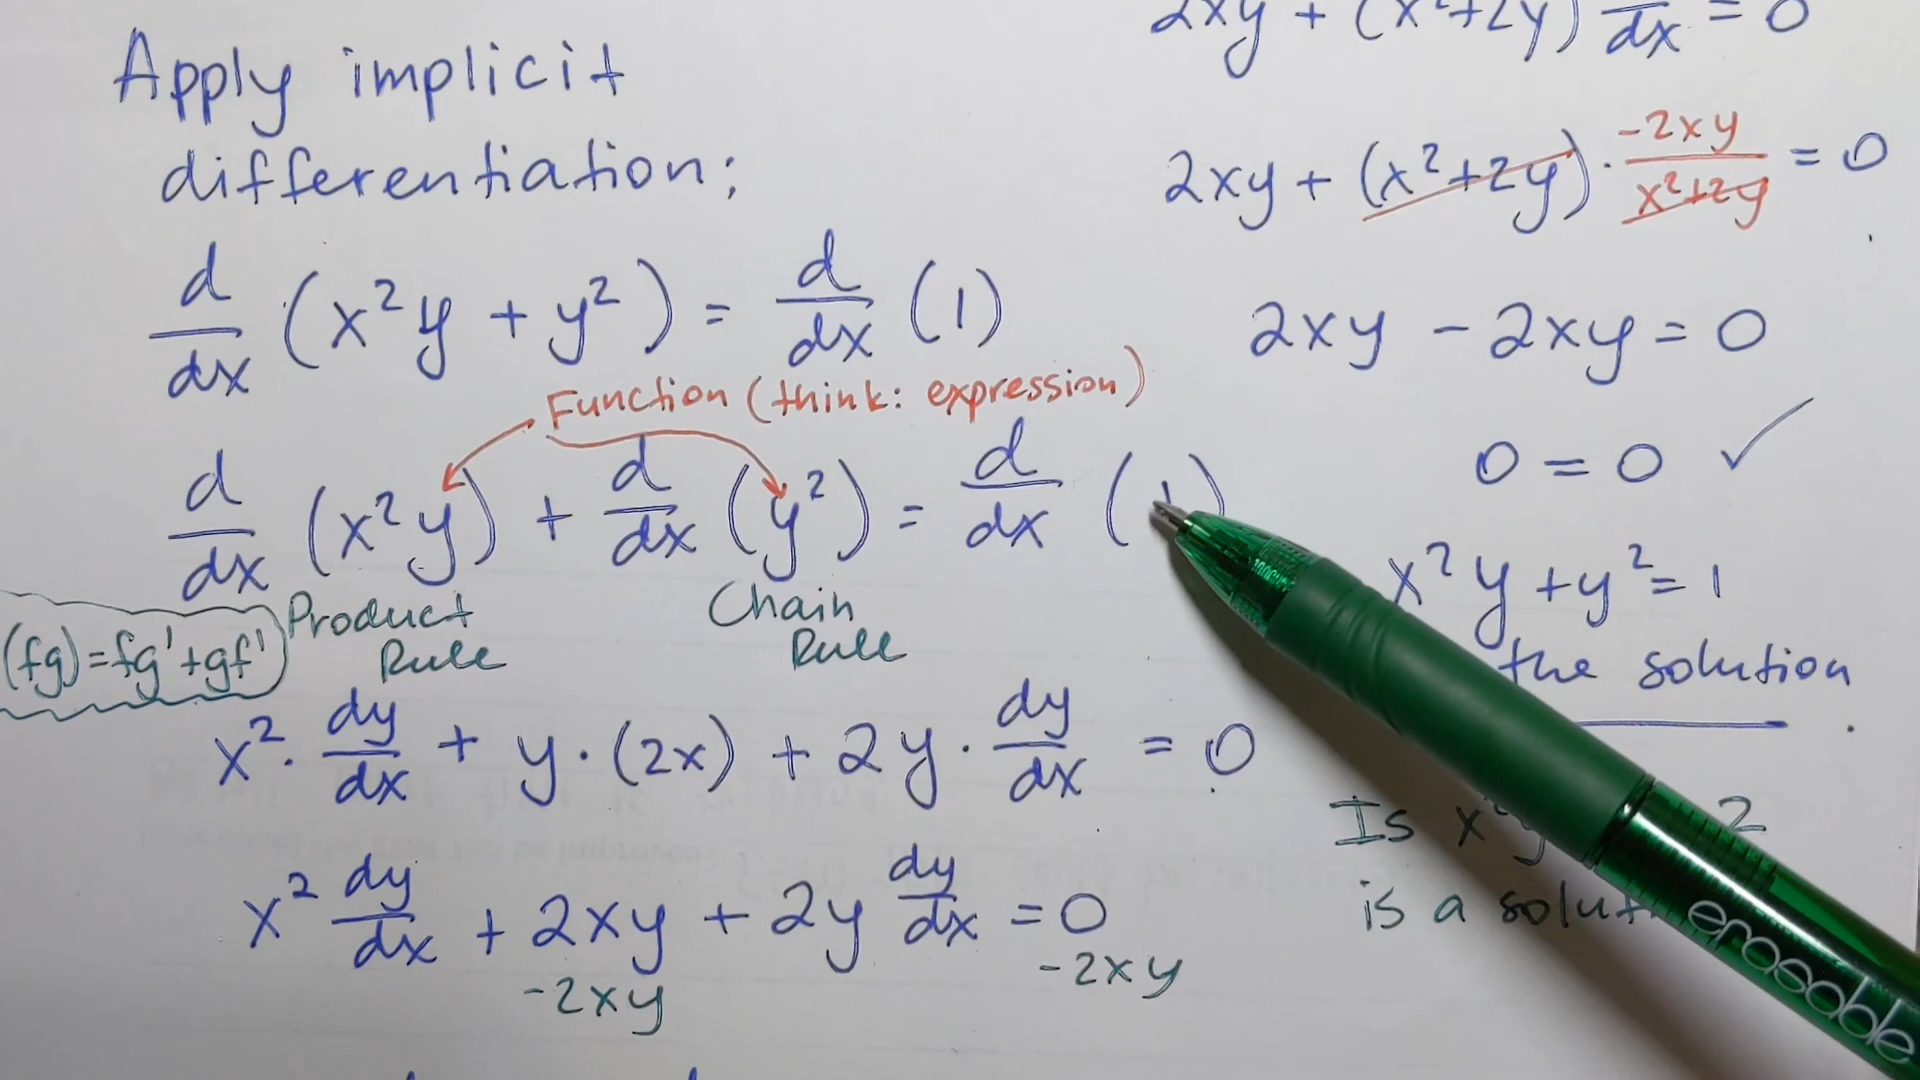 Apply implicit
differentiation:
d/dx (x²y + y²) = d/dx (1)
Function (think: expression)
d/dx (x²y) + d/dx (y²) = d/dx (1)
Product Rule
Chain Rule
(fg) = fg' + gf'
x² · dy/dx + y · (2x) + 2y · dy/dx = 0
x² dy/dx + 2xy + 2y dy/dx = 0
-2xy -2xy
2xy + (x²+2y) dx = 0
2xy + (x²+2y) · -2xy/x²+2y = 0
2xy - 2xy = 0
0 = 0 ✓
x²y + y² = 1
the solution
Is
2
is a
erasable